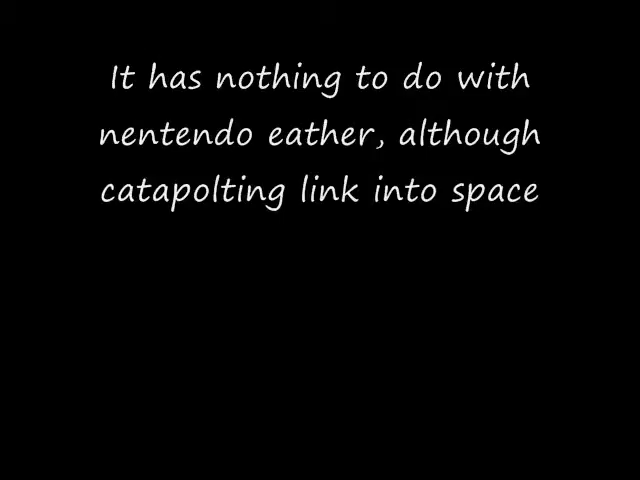 It has nothing to do with
nentendo eather, although
catapolting link into space